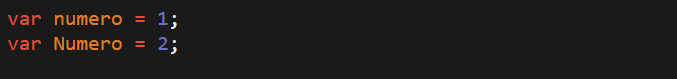 var numero = 1;
var Numero = 2;